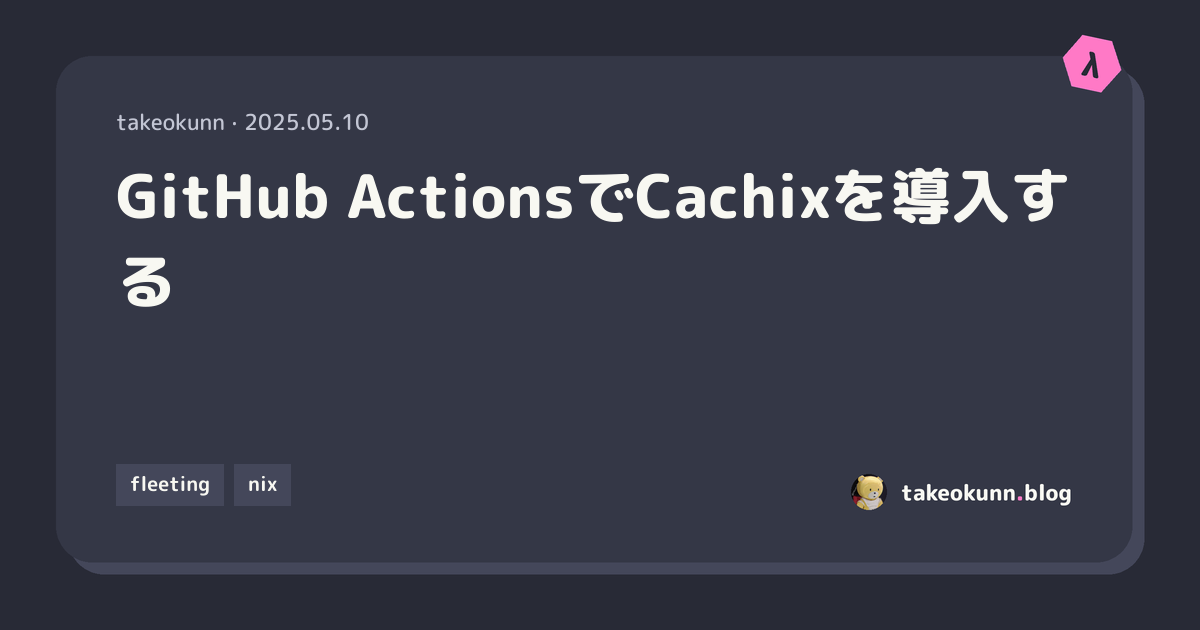 λ
takeokunn · 2025.05.10
GitHub ActionsでCachixを導入す
る
fleeting nix
takeokunn.blog